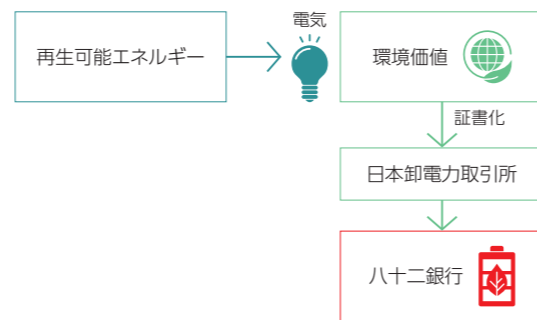 電気
再生可能エネルギー
環境価値
証書化
日本卸電力取引所
八十二銀行